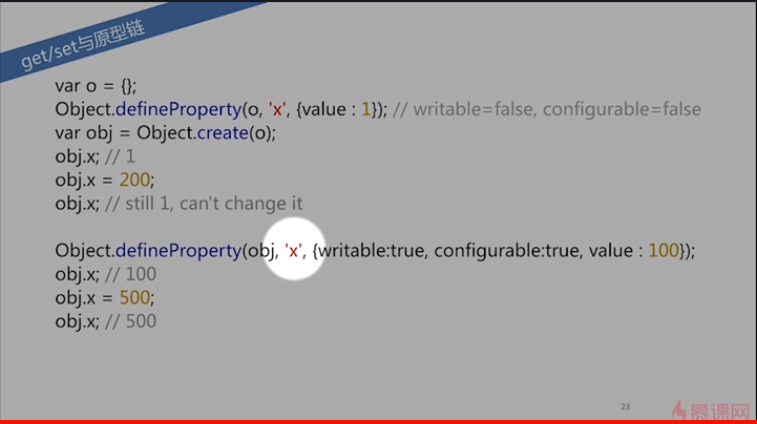 get/set与原型链
var o = {};
Object.defineProperty(o, 'x', {value : 1}); // writable=false, configurable=false
var obj = Object.create(o);
obj.x; // 1
obj.x = 200;
obj.x; // still 1, can't change it
Object.defineProperty(obj, 'x', {writable:true, configurable:true, value : 100});
obj.x; // 100
obj.x = 500;
obj.x; // 500
23
慕课网